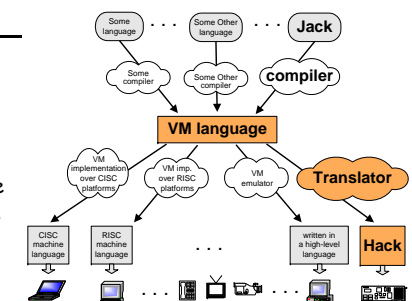 Some
language
. . .
Some Other
language
. . .
Jack
Some
compiler
Some Other
compiler
compiler
VM language
VM
implementation
over CISC
platforms
VM imp.
over RISC
platforms
VM
emulator
Translator
CISC
machine
language
RISC
machine
language
. . .
written in
a high-level
language
Hack
. . .
. . .